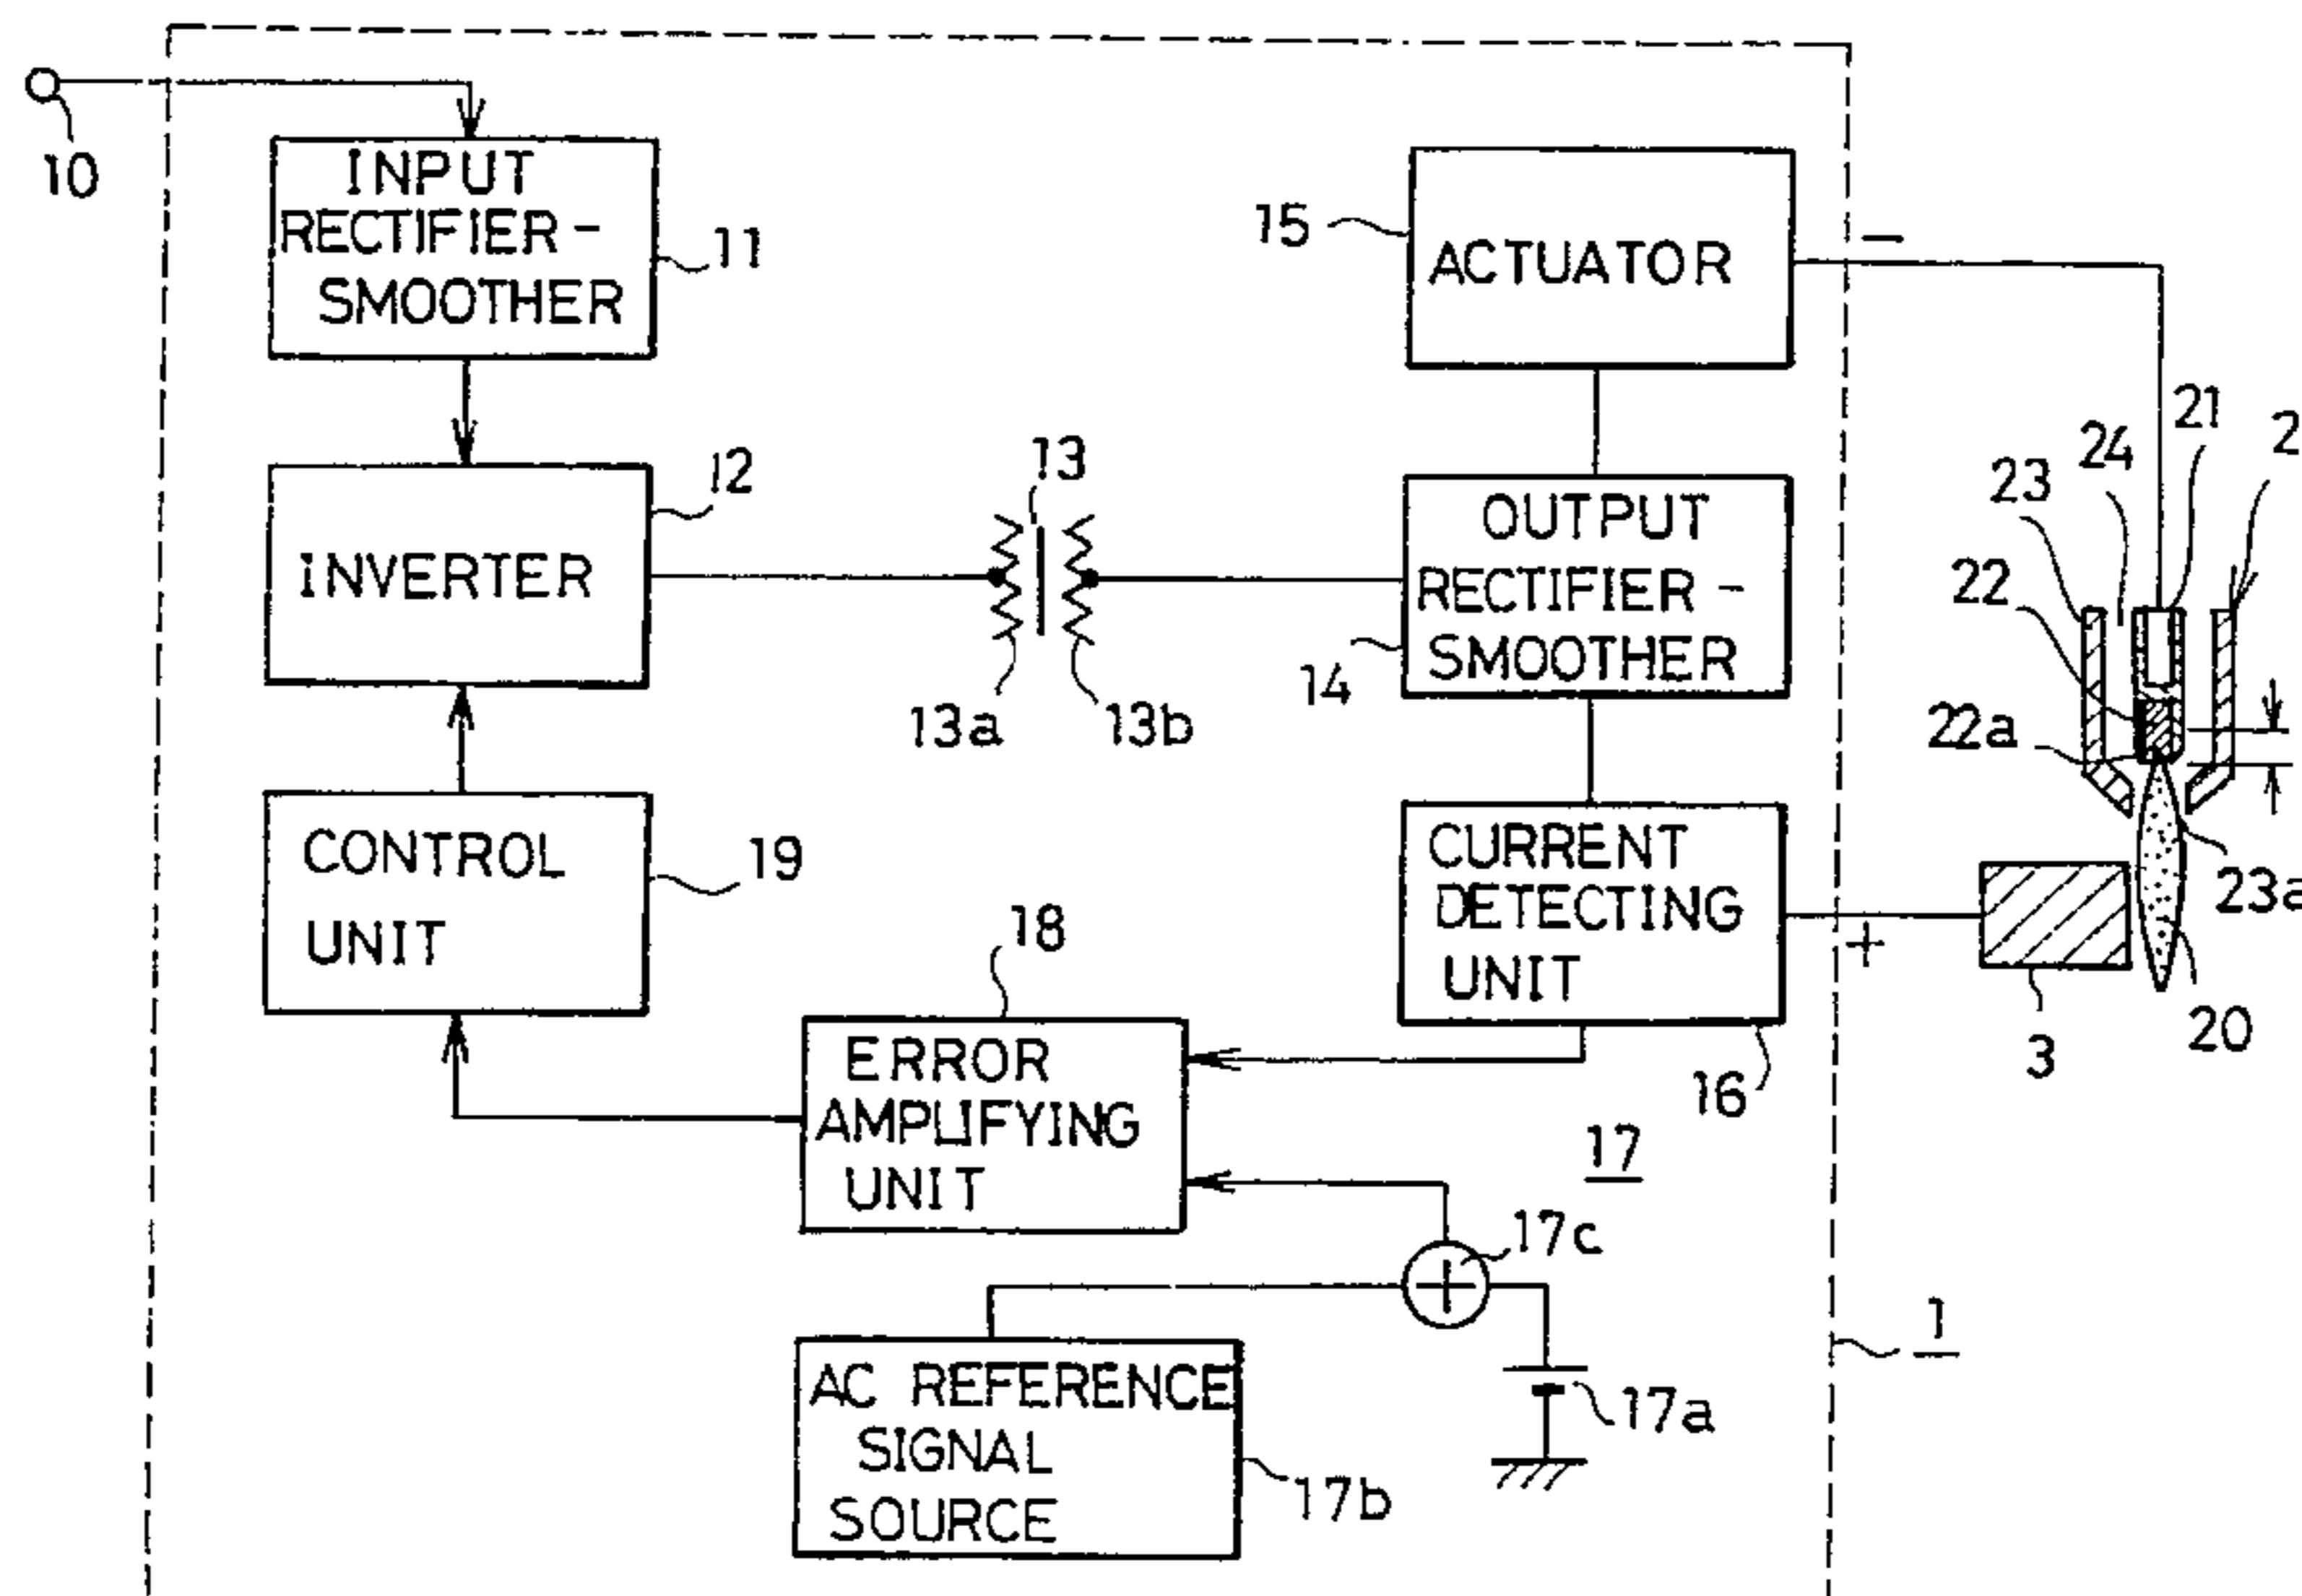 10
INPUT
RECTIFIER-
SMOOTHER
11
15
ACTUATOR
−
INVERTER
12
13
13a
13b
OUTPUT
RECTIFIER-
SMOOTHER
14
21
2
24
23
22
22a
23a
20
3
CONTROL
UNIT
19
CURRENT
DETECTING
UNIT
+
16
18
ERROR
AMPLIFYING
UNIT
17
17c
AC REFERENCE
SIGNAL
SOURCE
17b
17a
1